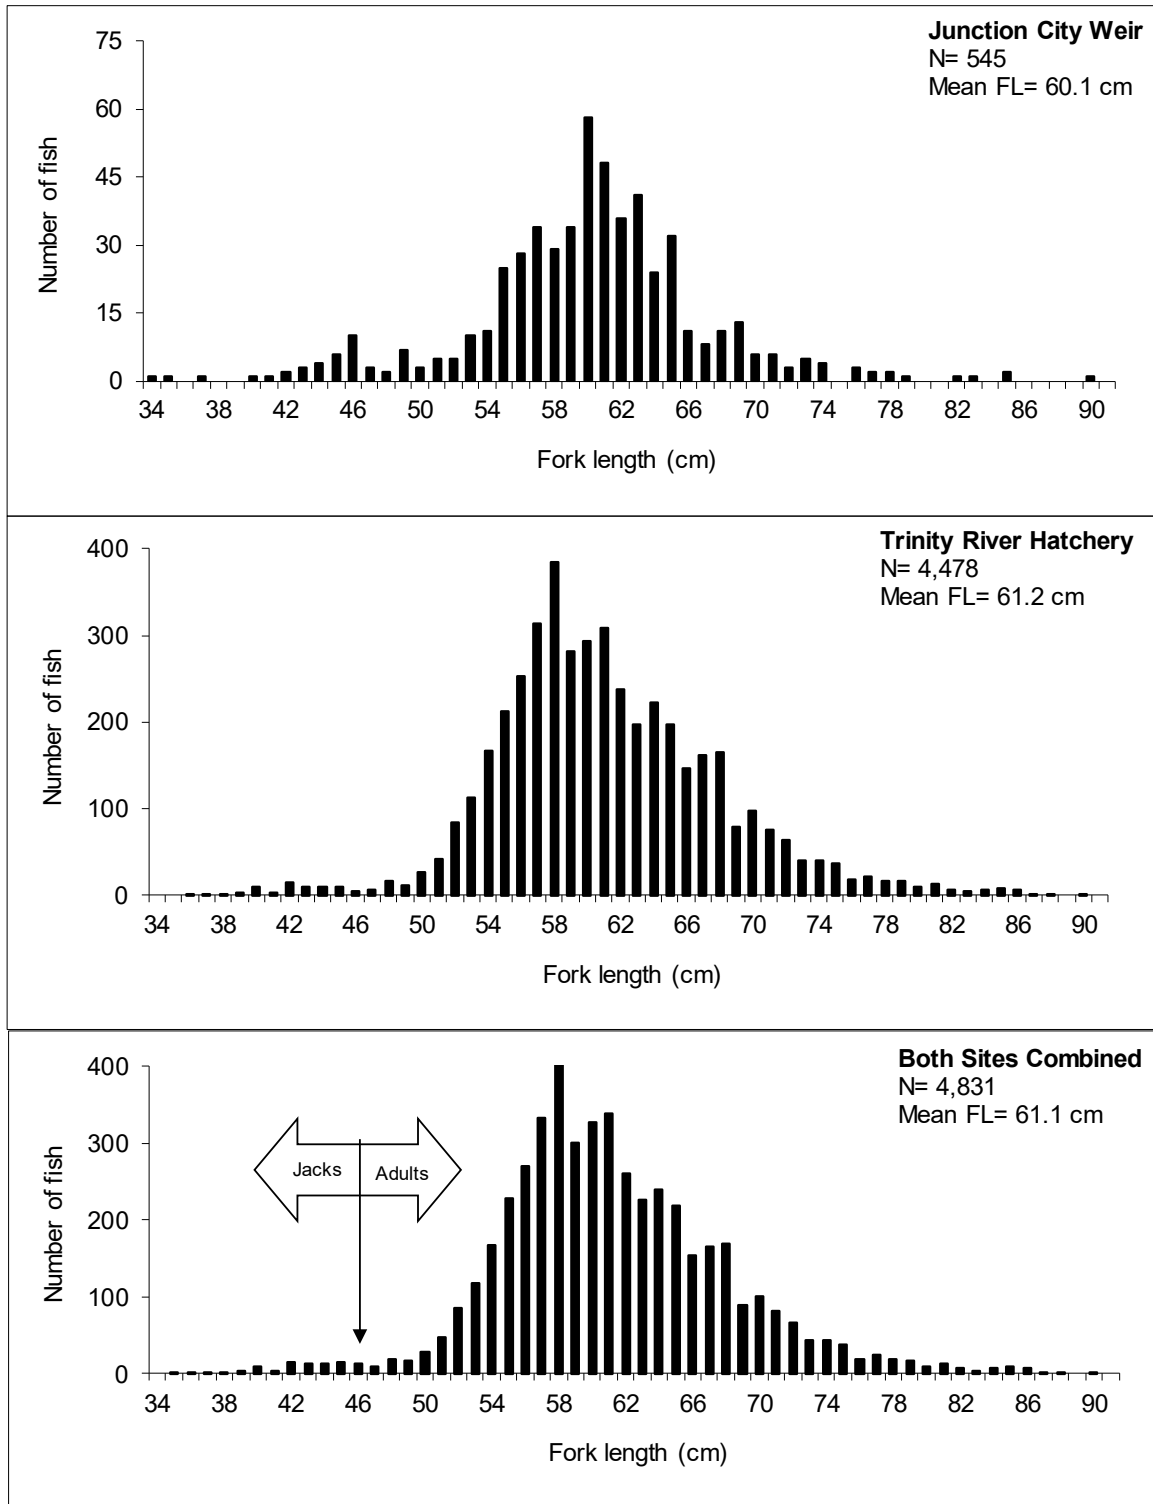 Junction City Weir
N= 545
Mean FL= 60.1 cm
75
60
45
30
15
0
Number of fish
34 38 42 46 50 54 58 62 66 70 74 78 82 86 90
Fork length (cm)
Trinity River Hatchery
N= 4,478
Mean FL= 61.2 cm
400
300
200
100
0
Number of fish
34 38 42 46 50 54 58 62 66 70 74 78 82 86 90
Fork length (cm)
Both Sites Combined
N= 4,831
Mean FL= 61.1 cm
400
300
200
100
0
Number of fish
Jacks
Adults
34 38 42 46 50 54 58 62 66 70 74 78 82 86 90
Fork length (cm)